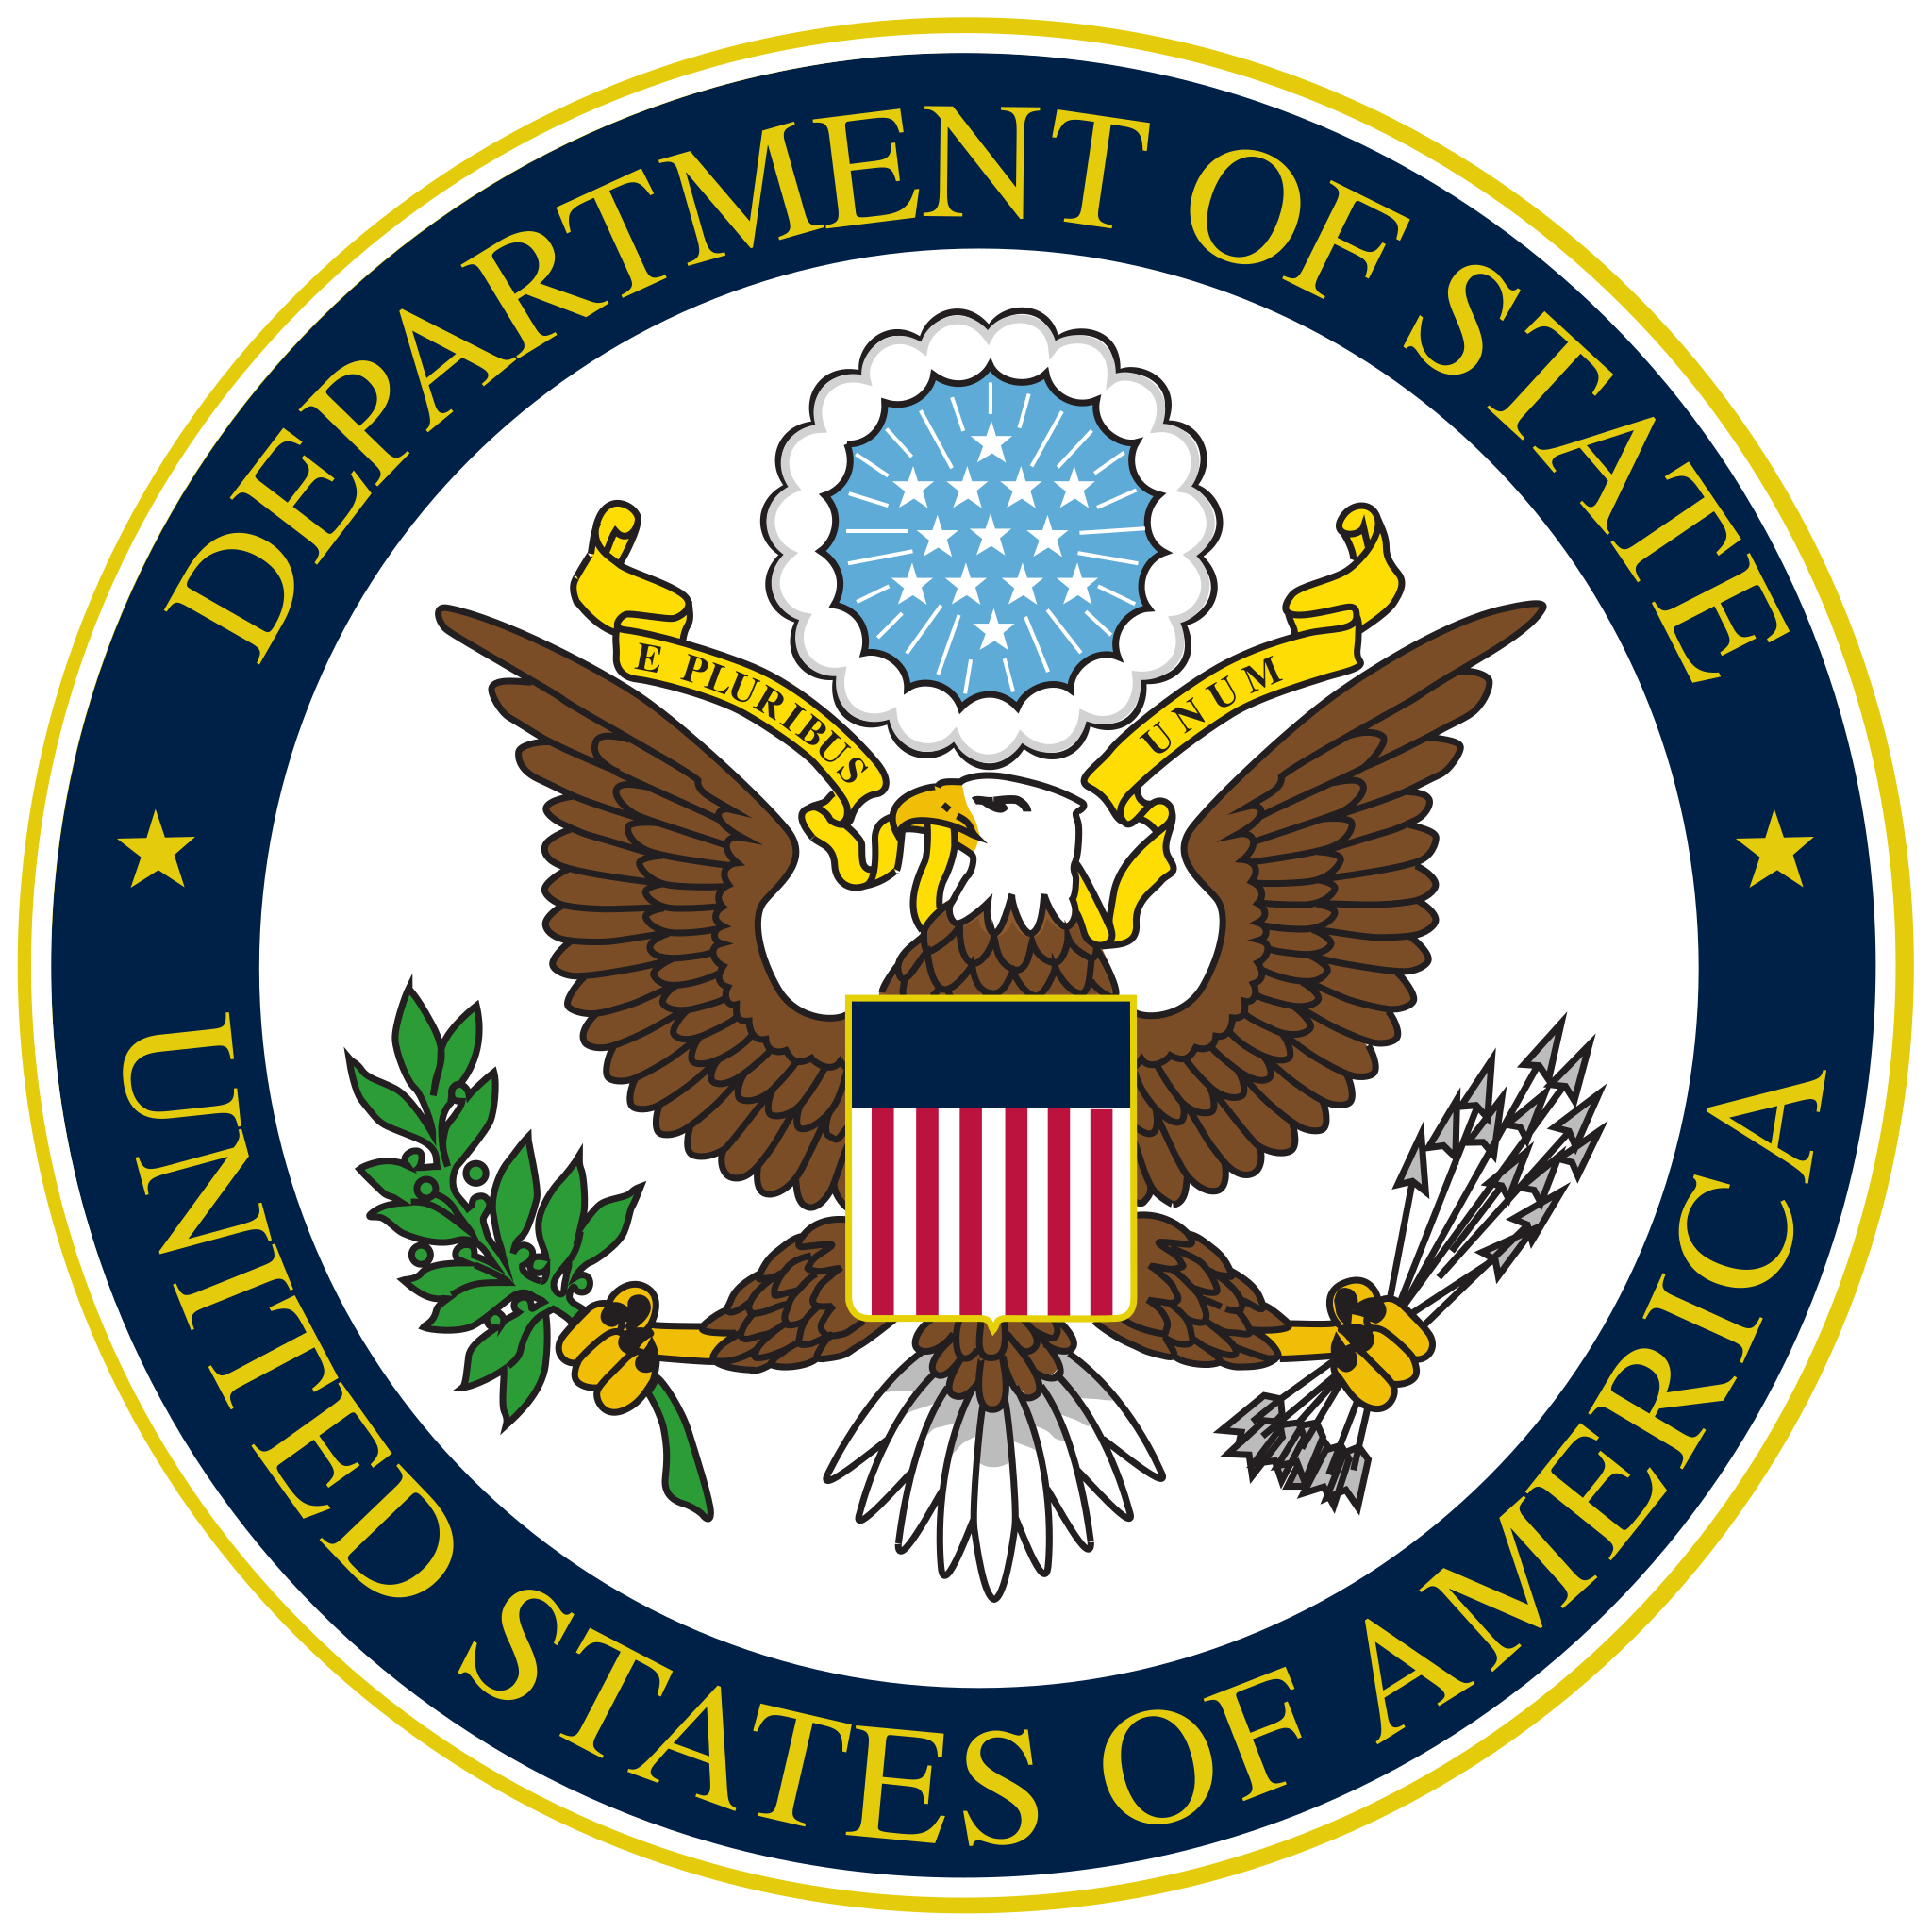 DEPARTMENT OF STATE
E PLURIBUS UNUM
UNITED STATES OF AMERICA